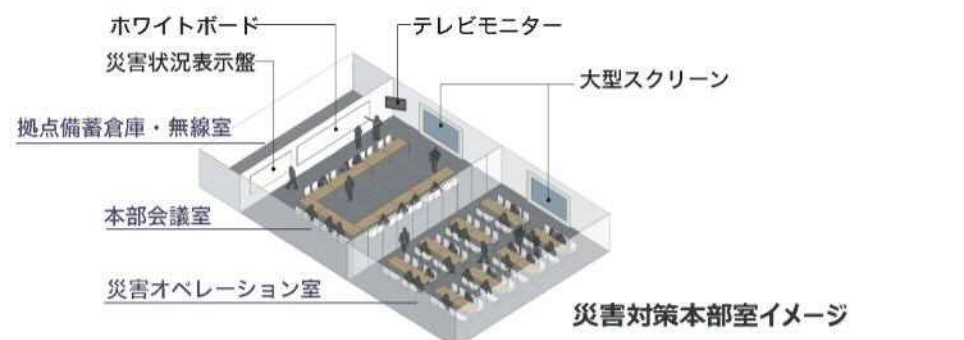 ホワイトボード
テレビモニター
災害状況表示盤
大型スクリーン
拠点備蓄倉庫・無線室
本部会議室
災害オペレーション室
災害対策本部室イメージ